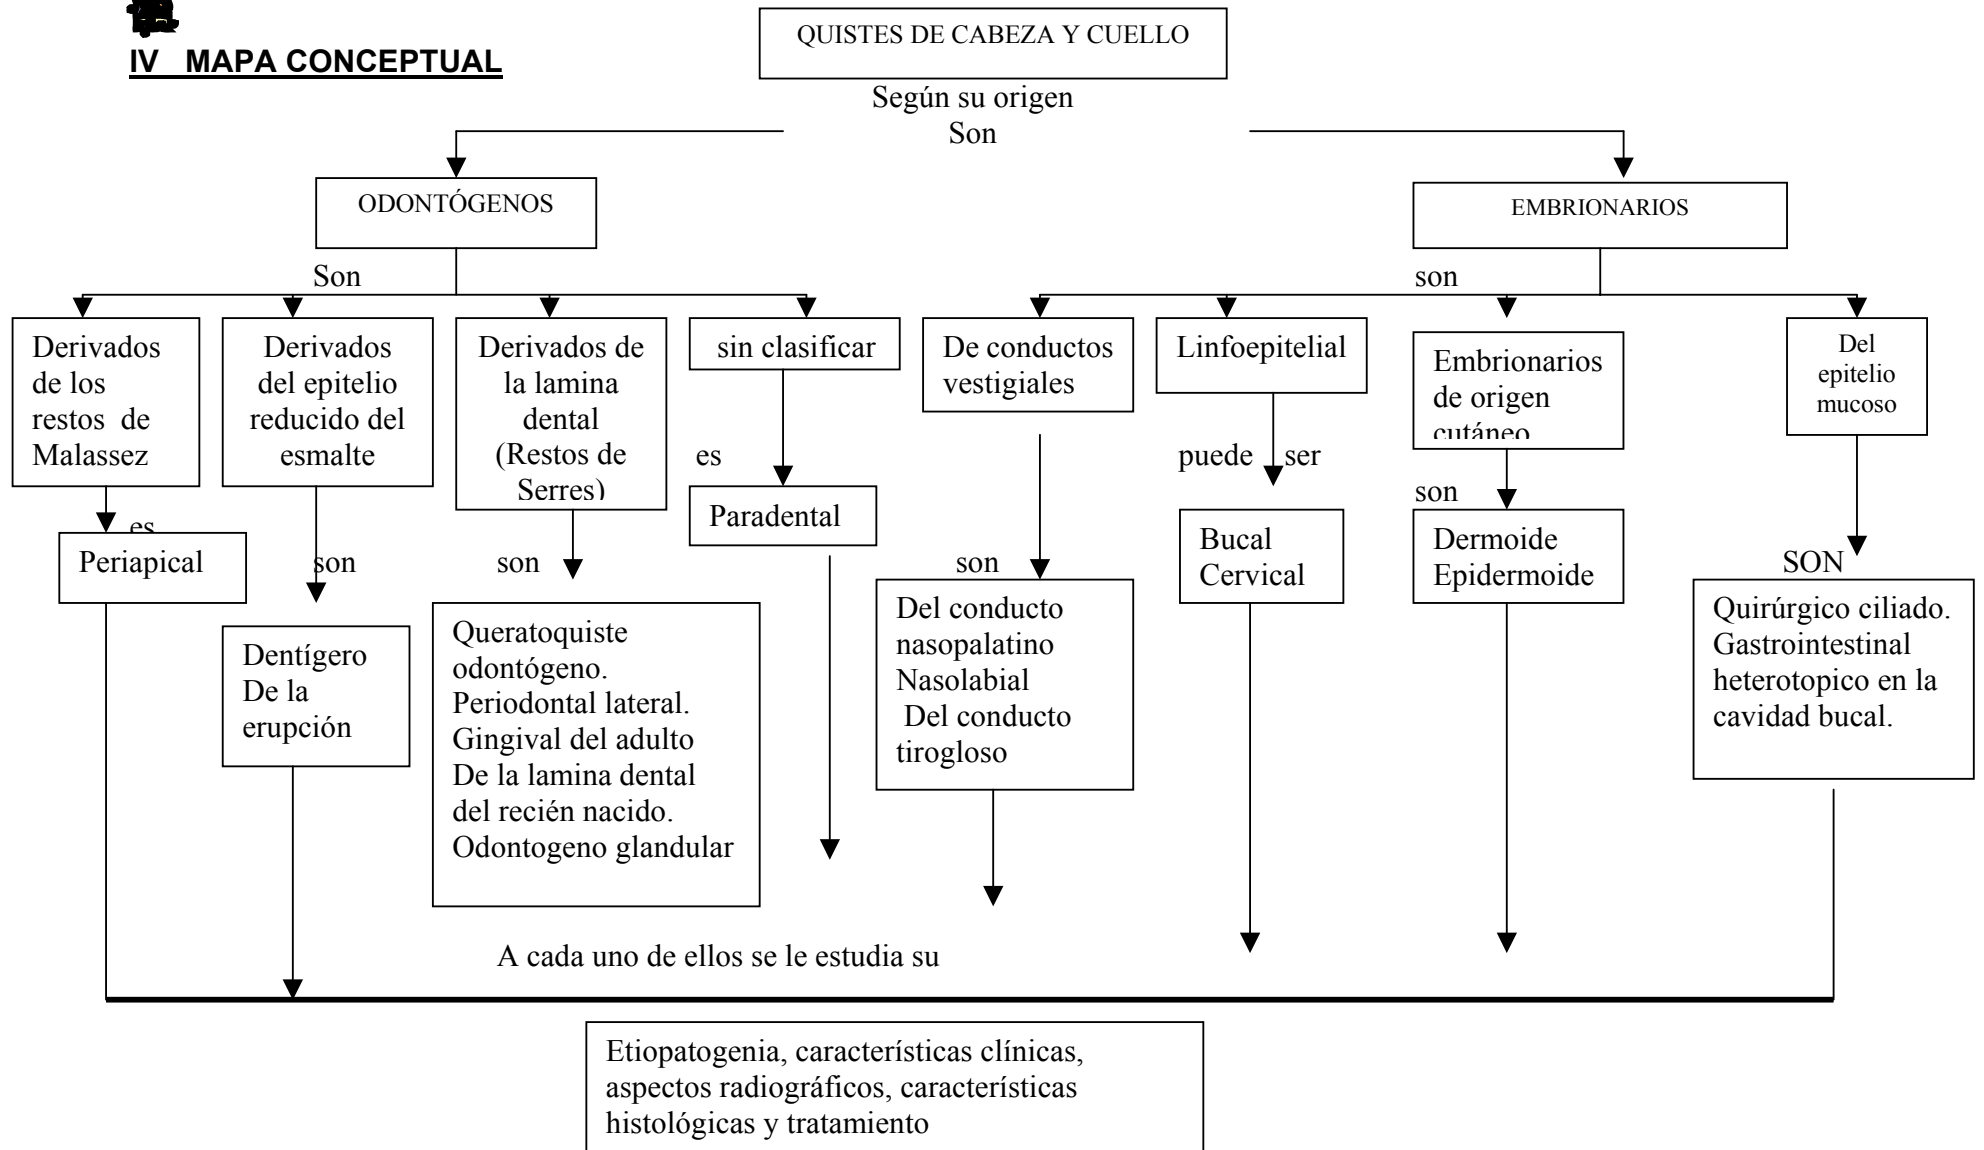 IV MAPA CONCEPTUAL
QUISTES DE CABEZA Y CUELLO
Según su origen
Son
ODONTÓGENOS
EMBRIONARIOS
Son
son
Derivados
de los
restos de
Malassez
Derivados
del epitelio
reducido del
esmalte
Derivados de
la lamina
dental
(Restos de
Serres)
sin clasificar
De conductos
vestigiales
Linfoepitelial
Embrionarios
de origen
cutáneo
Del
epitelio
mucoso
es
son
son
es
son
puede ser
son
SON
Periapical
Dentígero
De la
erupción
Queratoquiste
odontógeno.
Periodontal lateral.
Gingival del adulto
De la lamina dental
del recién nacido.
Odontogeno glandular
Paradental
Del conducto
nasopalatino
Nasolabial
Del conducto
tirogloso
Bucal
Cervical
Dermoide
Epidermoide
Quirúrgico ciliado.
Gastrointestinal
heterotopico en la
cavidad bucal.
A cada uno de ellos se le estudia su
Etiopatogenia, características clínicas,
aspectos radiográficos, características
histológicas y tratamiento